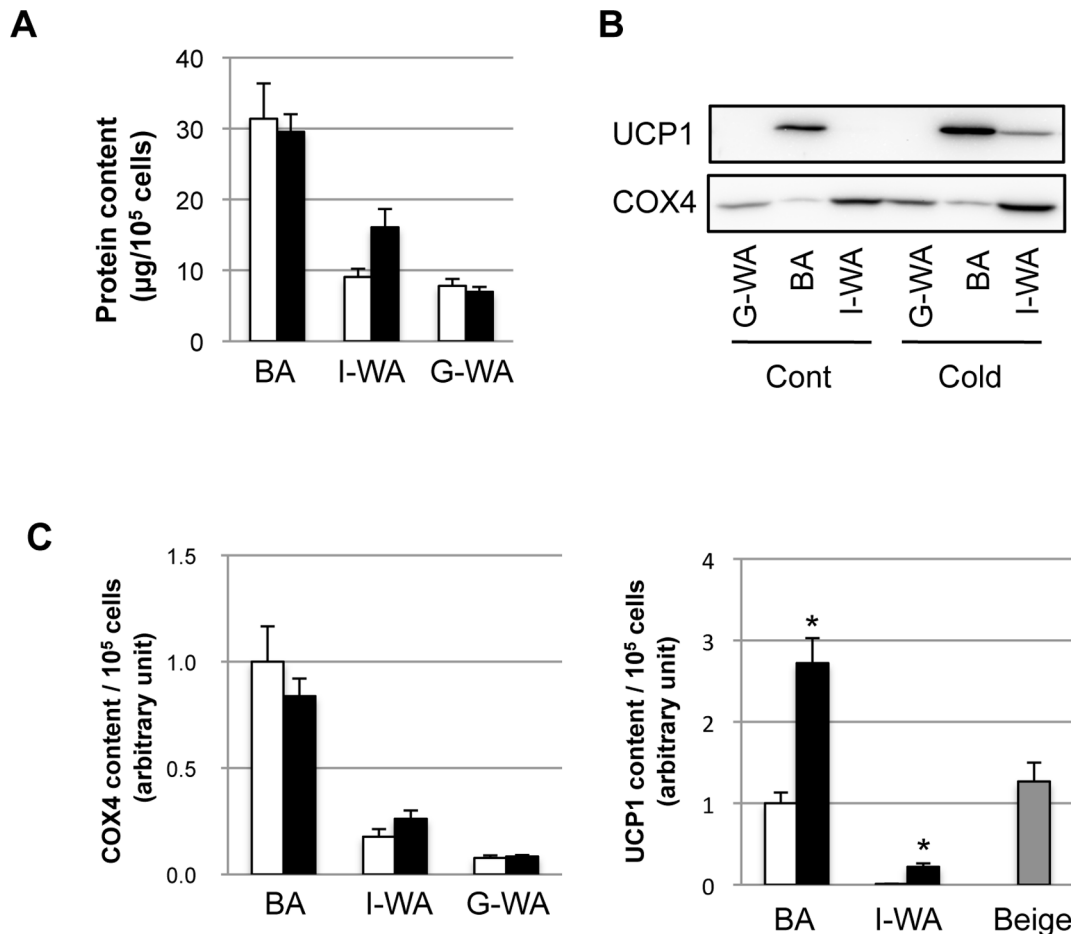 A
Protein content
(µg/10⁵ cells)
40
30
20
10
0
BA I-WA G-WA
B
UCP1
COX4
G-WA BA I-WA G-WA BA I-WA
Cont Cold
C
COX4 content / 10⁵ cells
(arbitrary unit)
1.5
1.0
0.5
0.0
BA I-WA G-WA
UCP1 content / 10⁵ cells
(arbitrary unit)
4
3
2
1
0
*
*
BA I-WA Beige